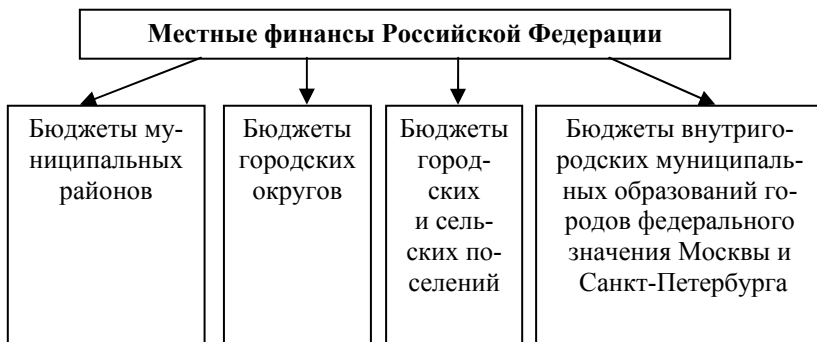 Местные финансы Российской Федерации
Бюджеты му-
ниципальных
районов
Бюджеты
городских
округов
Бюджеты
город-
ских
и сель-
ских по-
селений
Бюджеты внутриго-
родских муниципаль-
ных образований го-
родов федерального
значения Москвы и
Санкт-Петербурга